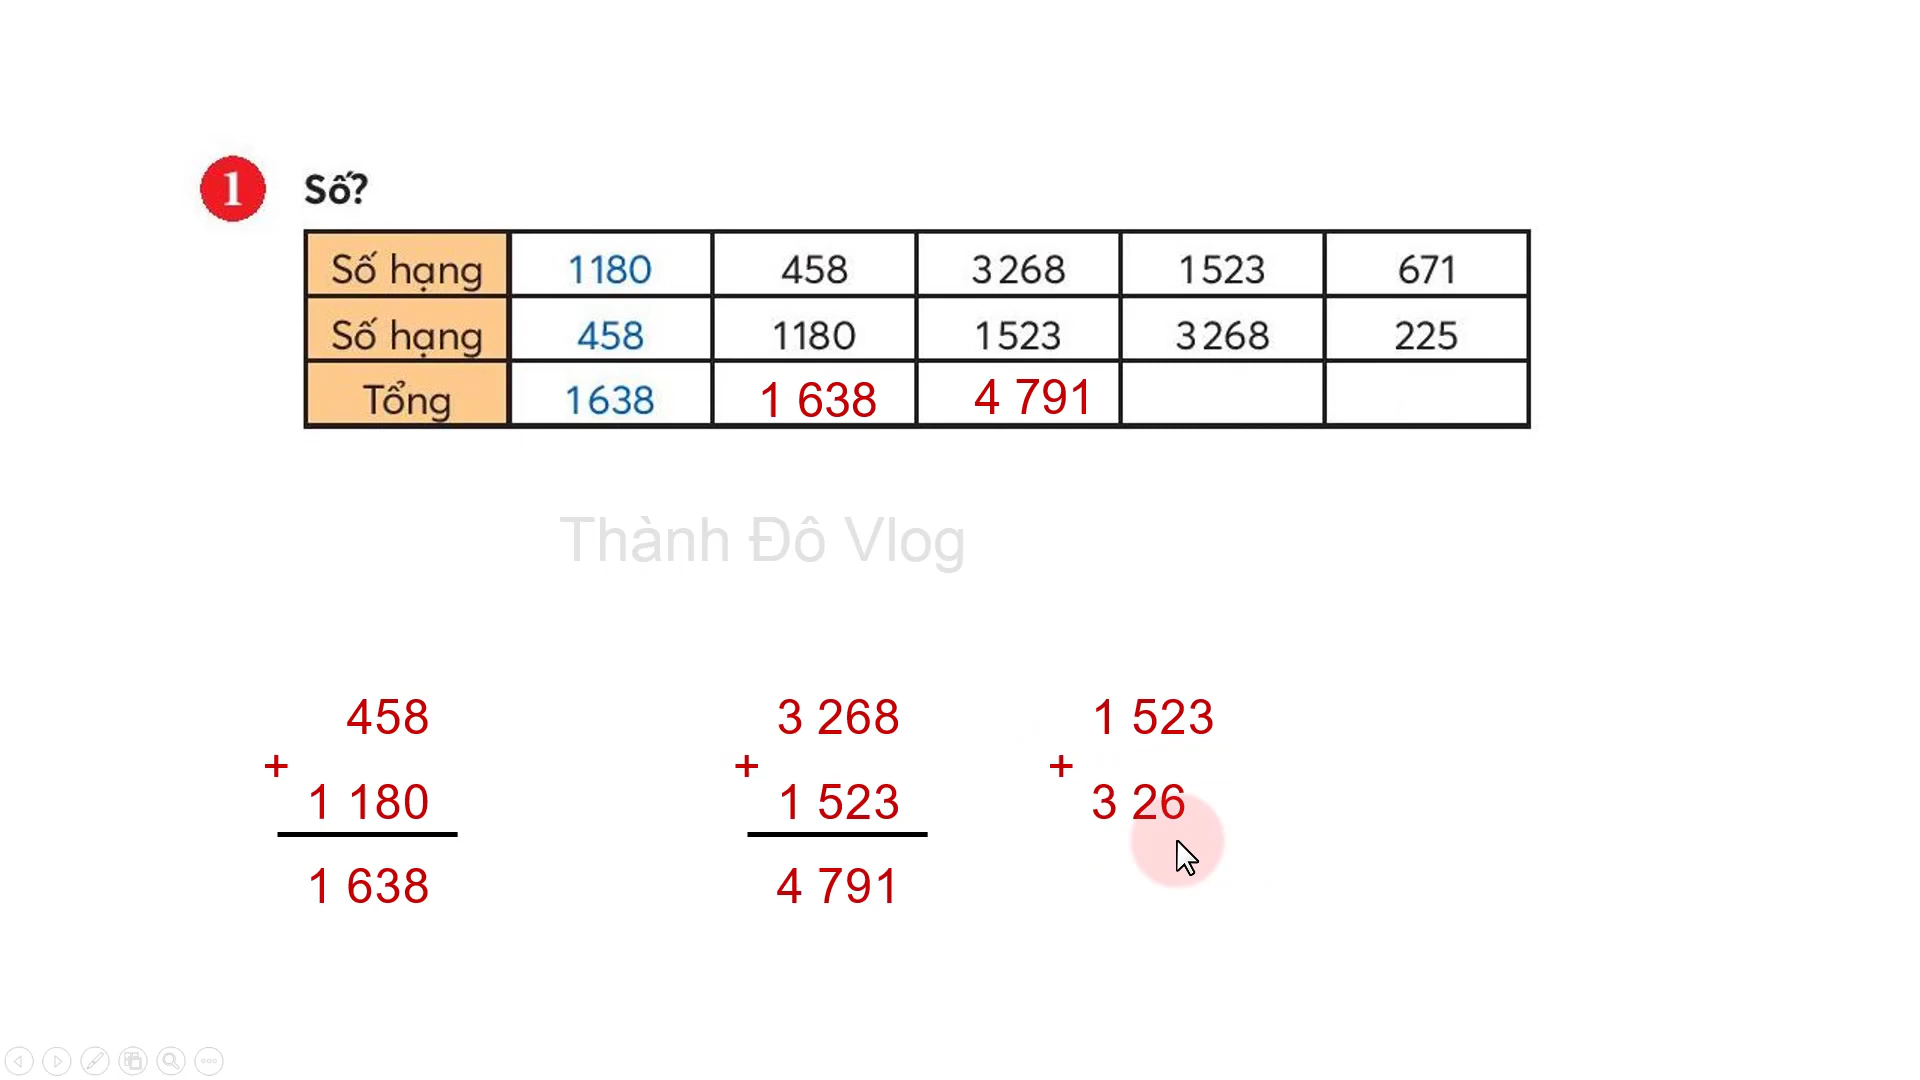 1 Số?
Số hạng 1180 458 3268 1523 671
Số hạng 458 1180 1523 3268 225
Tổng 1638 1 638 4 791
Thành Đô Vlog
458 3 268 1 523
+ + +
1 180 1 523 3 26
1 638 4 791